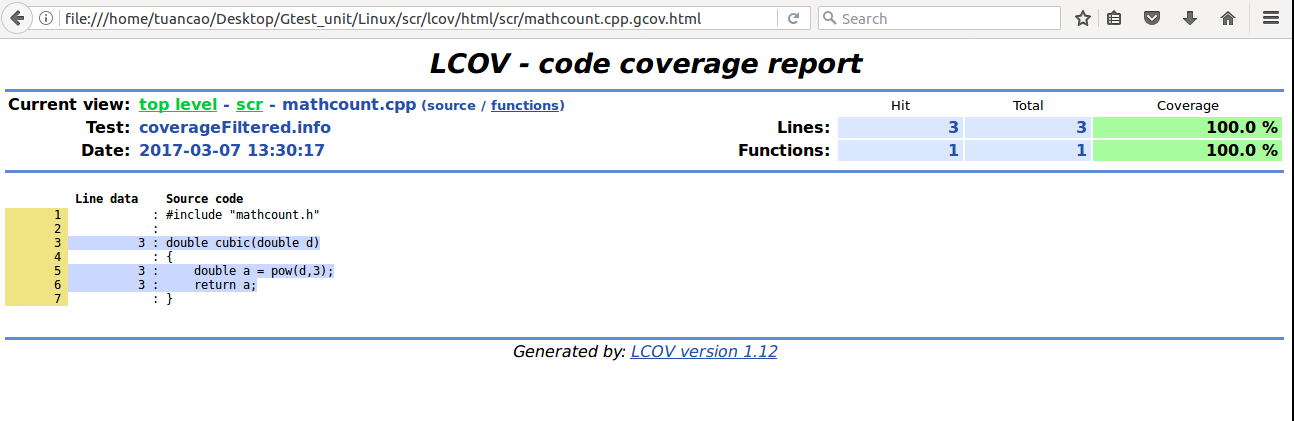 file:///home/tuancao/Desktop/Gtest_unit/Linux/scr/lcov/html/scr/mathcount.cpp.gcov.html Search
LCOV - code coverage report
Current view: top level - scr - mathcount.cpp (source / functions) Hit Total Coverage
Test: coverageFiltered.info Lines: 3 3 100.0 %
Date: 2017-03-07 13:30:17 Functions: 1 1 100.0 %
Line data Source code
1 : #include "mathcount.h"
2 :
3 3 : double cubic(double d)
4 : {
5 3 : double a = pow(d,3);
6 3 : return a;
7 : }
Generated by: LCOV version 1.12